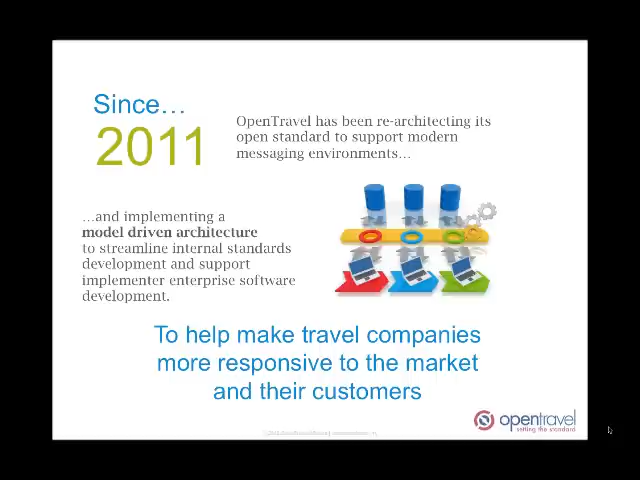 Since…
2011
OpenTravel has been re-architecting its
open standard to support modern
messaging environments…
…and implementing a
model driven architecture
to streamline internal standards
development and support
implementer enterprise software
development.
To help make travel companies
more responsive to the market
and their customers
opentravel
setting the standard